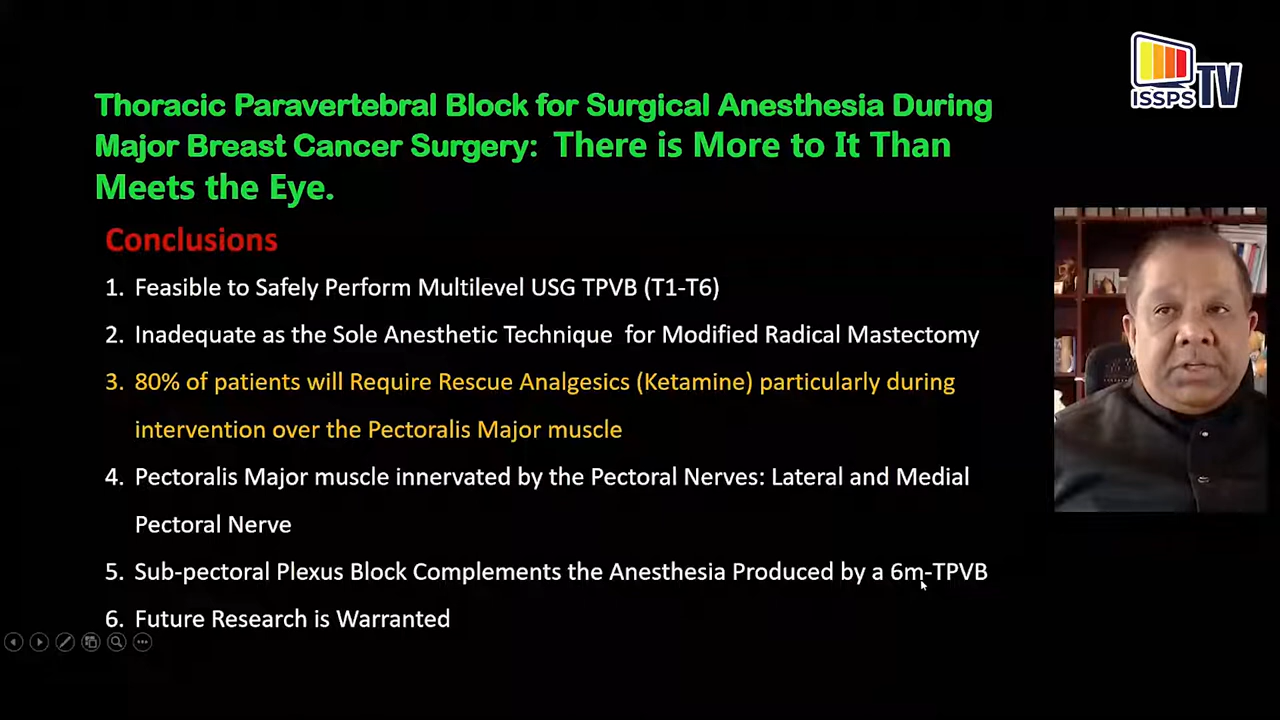 ISSPS TV
Thoracic Paravertebral Block for Surgical Anesthesia During
Major Breast Cancer Surgery: There is More to It Than
Meets the Eye.
Conclusions
1. Feasible to Safely Perform Multilevel USG TPVB (T1-T6)
2. Inadequate as the Sole Anesthetic Technique for Modified Radical Mastectomy
3. 80% of patients will Require Rescue Analgesics (Ketamine) particularly during
intervention over the Pectoralis Major muscle
4. Pectoralis Major muscle innervated by the Pectoral Nerves: Lateral and Medial
Pectoral Nerve
5. Sub-pectoral Plexus Block Complements the Anesthesia Produced by a 6m-TPVB
6. Future Research is Warranted